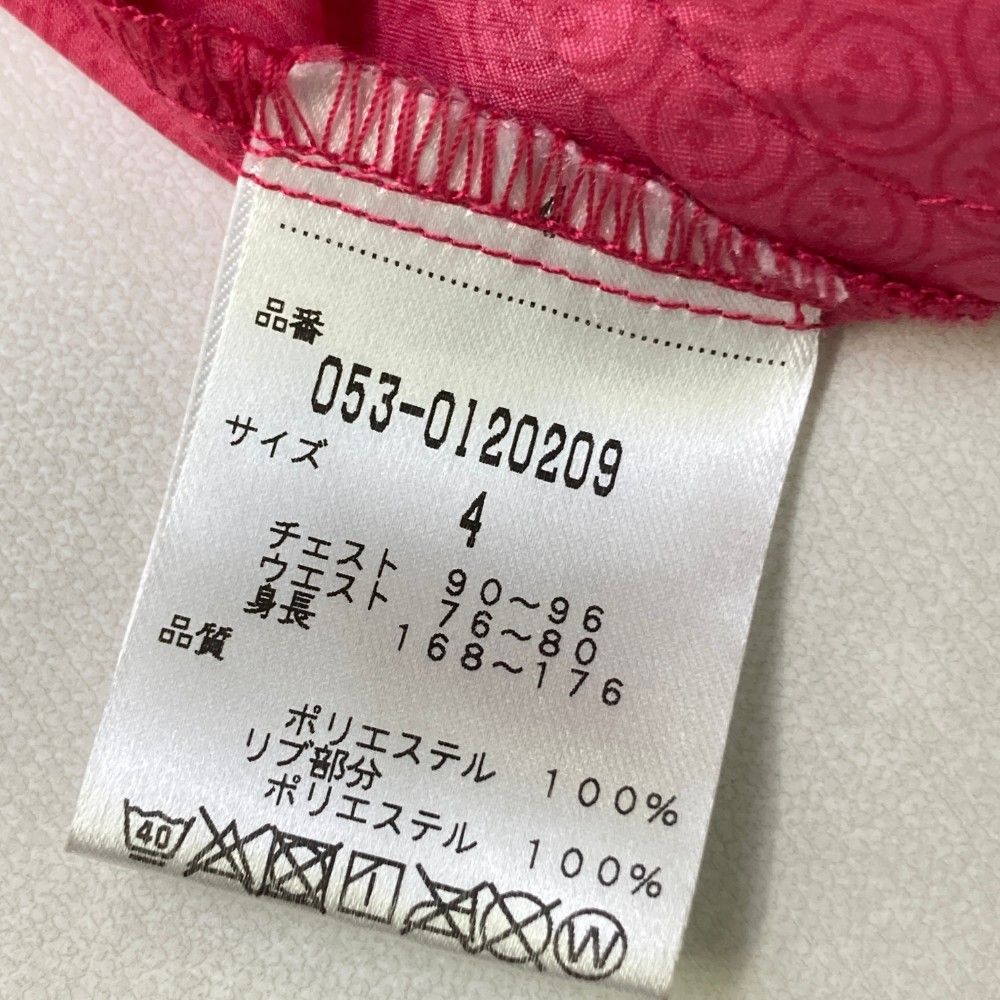 品番
053-0120209
サイズ
4
チェスト 90～96
ウエスト 76～80
身長 168～176
品質
ポリエステル 100%
リブ部分
ポリエステル 100%
40
W